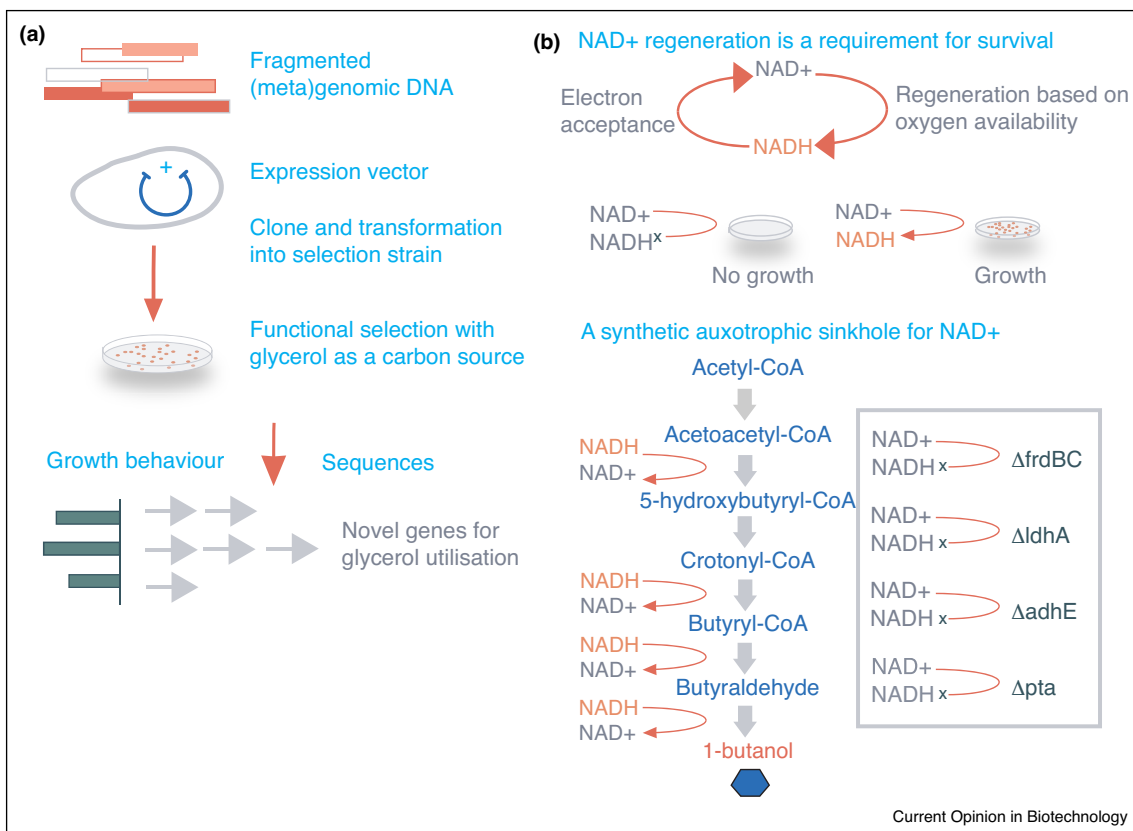 (a)
Fragmented
(meta)genomic DNA
+
Expression vector
Clone and transformation
into selection strain
Functional selection with
glycerol as a carbon source
Growth behaviour
Sequences
Novel genes for
glycerol utilisation
(b)
NAD+ regeneration is a requirement for survival
NAD+
Electron
acceptance
Regeneration based on
oxygen availability
NADH
NAD+
NADHx
No growth
NAD+
NADH
Growth
A synthetic auxotrophic sinkhole for NAD+
Acetyl-CoA
Acetoacetyl-CoA
NADH
NAD+
5-hydroxybutyryl-CoA
Crotonyl-CoA
NADH
NAD+
Butyryl-CoA
NADH
NAD+
Butyraldehyde
NADH
NAD+
1-butanol
NAD+
NADH x
ΔfrdBC
NAD+
NADH x
ΔldhA
NAD+
NADH x
ΔadhE
NAD+
NADH x
Δpta
Current Opinion in Biotechnology